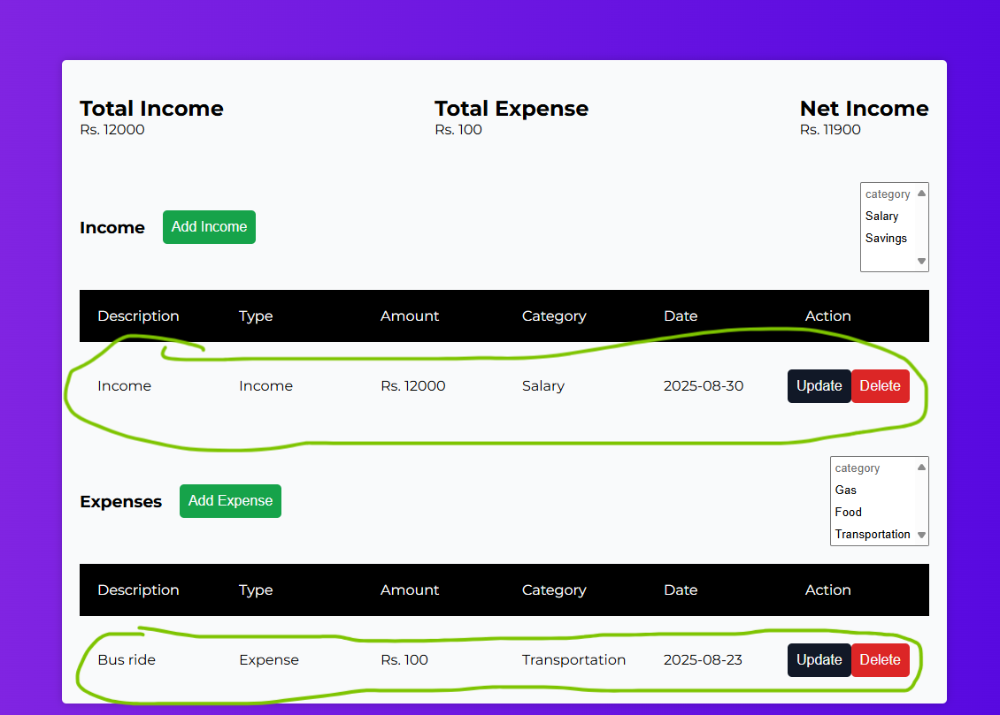 Total Income Total Expense Net Income
Rs. 12000 Rs. 100 Rs. 11900
category
Salary
Income Add Income
Savings
Description Type Amount Category Date Action
Income Income Rs. 12000 Salary 2025-08-30 Update Delete
category
Gas
Expenses Add Expense
Food
Transportation
Description Type Amount Category Date Action
Bus ride Expense Rs. 100 Transportation 2025-08-23 Update Delete